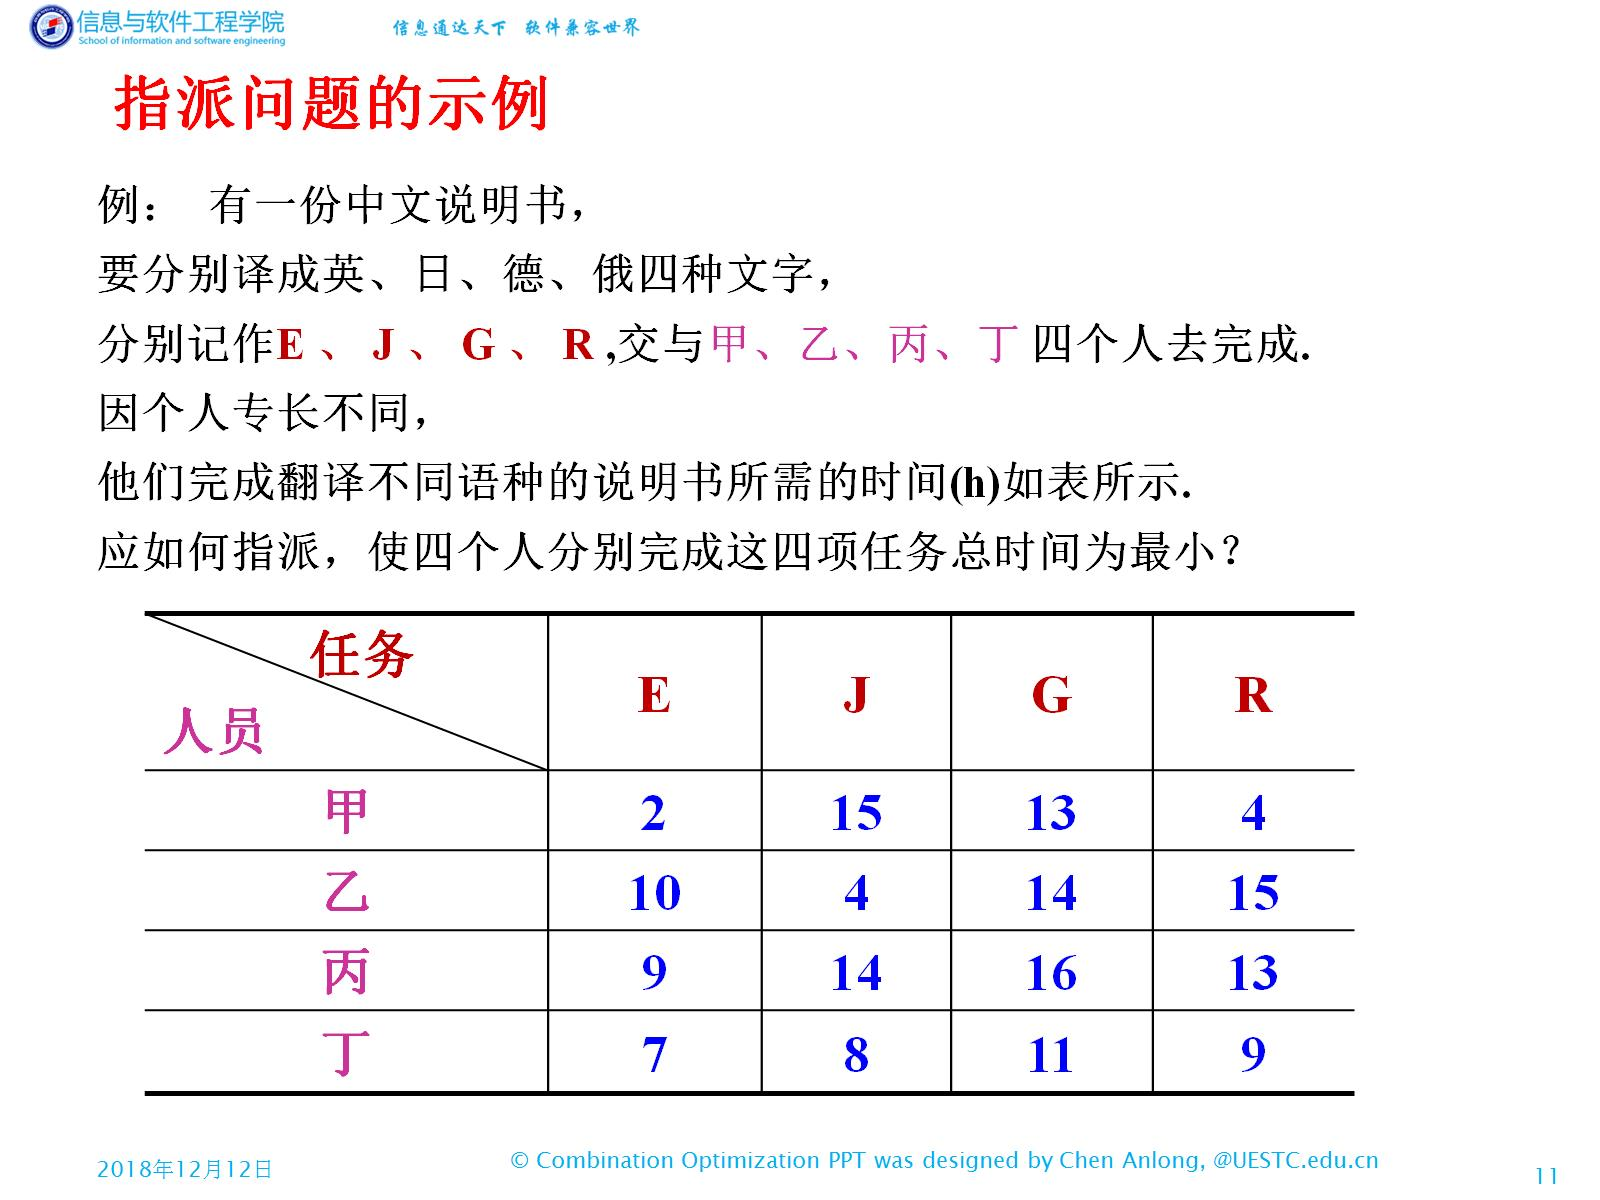 信息与软件工程学院
School of information and software engineering
信息通达天下 软件兼容世界
指派问题的示例
例： 有一份中文说明书，
要分别译成英、日、德、俄四种文字，
分别记作E 、 J 、 G 、 R ,交与甲、乙、丙、丁 四个人去完成.
因个人专长不同，
他们完成翻译不同语种的说明书所需的时间(h)如表所示.
应如何指派，使四个人分别完成这四项任务总时间为最小？
任务
人员 E J G R
甲 2 15 13 4
乙 10 4 14 15
丙 9 14 16 13
丁 7 8 11 9
2018年12月12日 © Combination Optimization PPT was designed by Chen Anlong, @UESTC.edu.cn 11